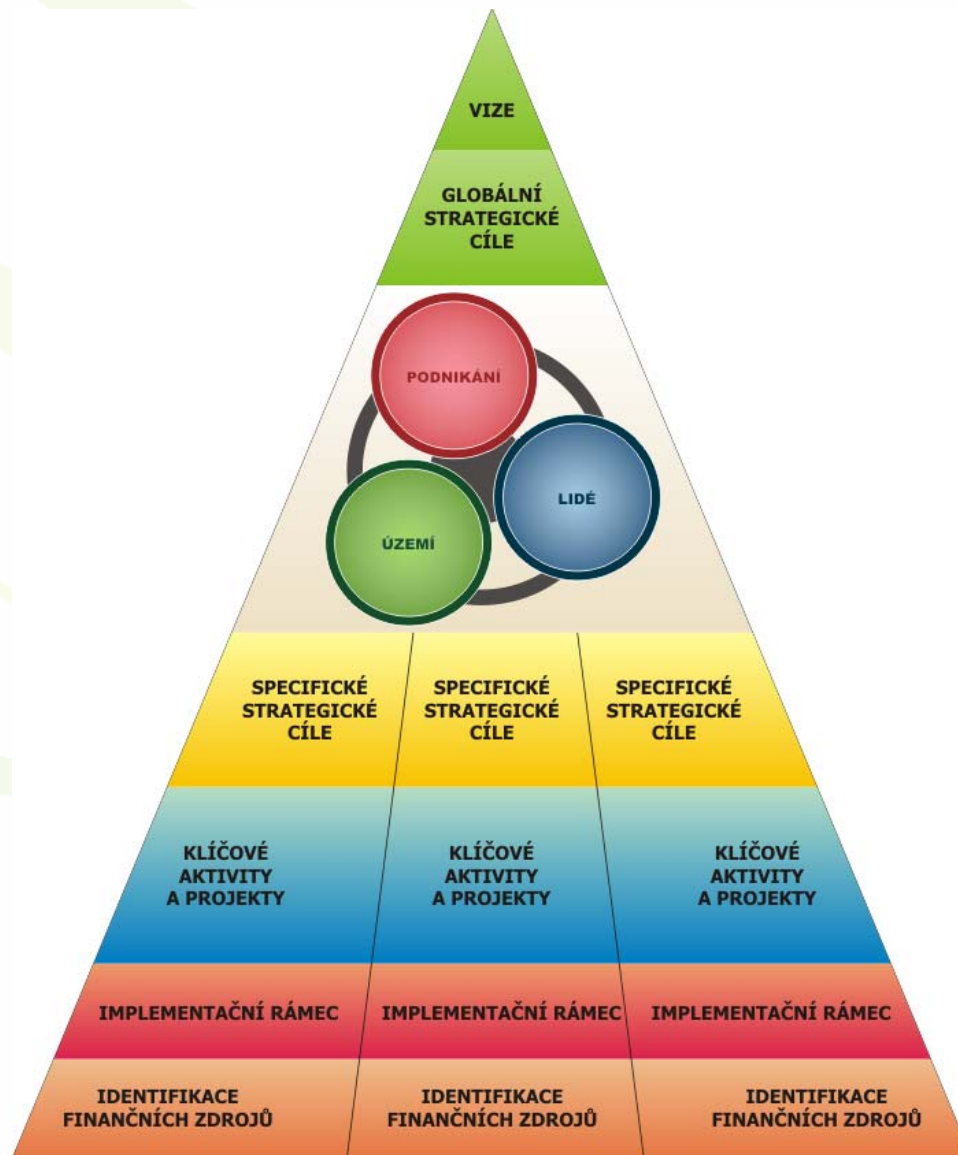 VIZE
GLOBÁLNÍ
STRATEGICKÉ
CÍLE
PODNIKÁNÍ
LIDÉ
ÚZEMÍ
SPECIFICKÉ
STRATEGICKÉ
CÍLE
SPECIFICKÉ
STRATEGICKÉ
CÍLE
SPECIFICKÉ
STRATEGICKÉ
CÍLE
KLÍČOVÉ
AKTIVITY
A PROJEKTY
KLÍČOVÉ
AKTIVITY
A PROJEKTY
KLÍČOVÉ
AKTIVITY
A PROJEKTY
IMPLEMENTAČNÍ RÁMEC
IMPLEMENTAČNÍ RÁMEC
IMPLEMENTAČNÍ RÁMEC
IDENTIFIKACE
FINANČNÍCH ZDROJŮ
IDENTIFIKACE
FINANČNÍCH ZDROJŮ
IDENTIFIKACE
FINANČNÍCH ZDROJŮ